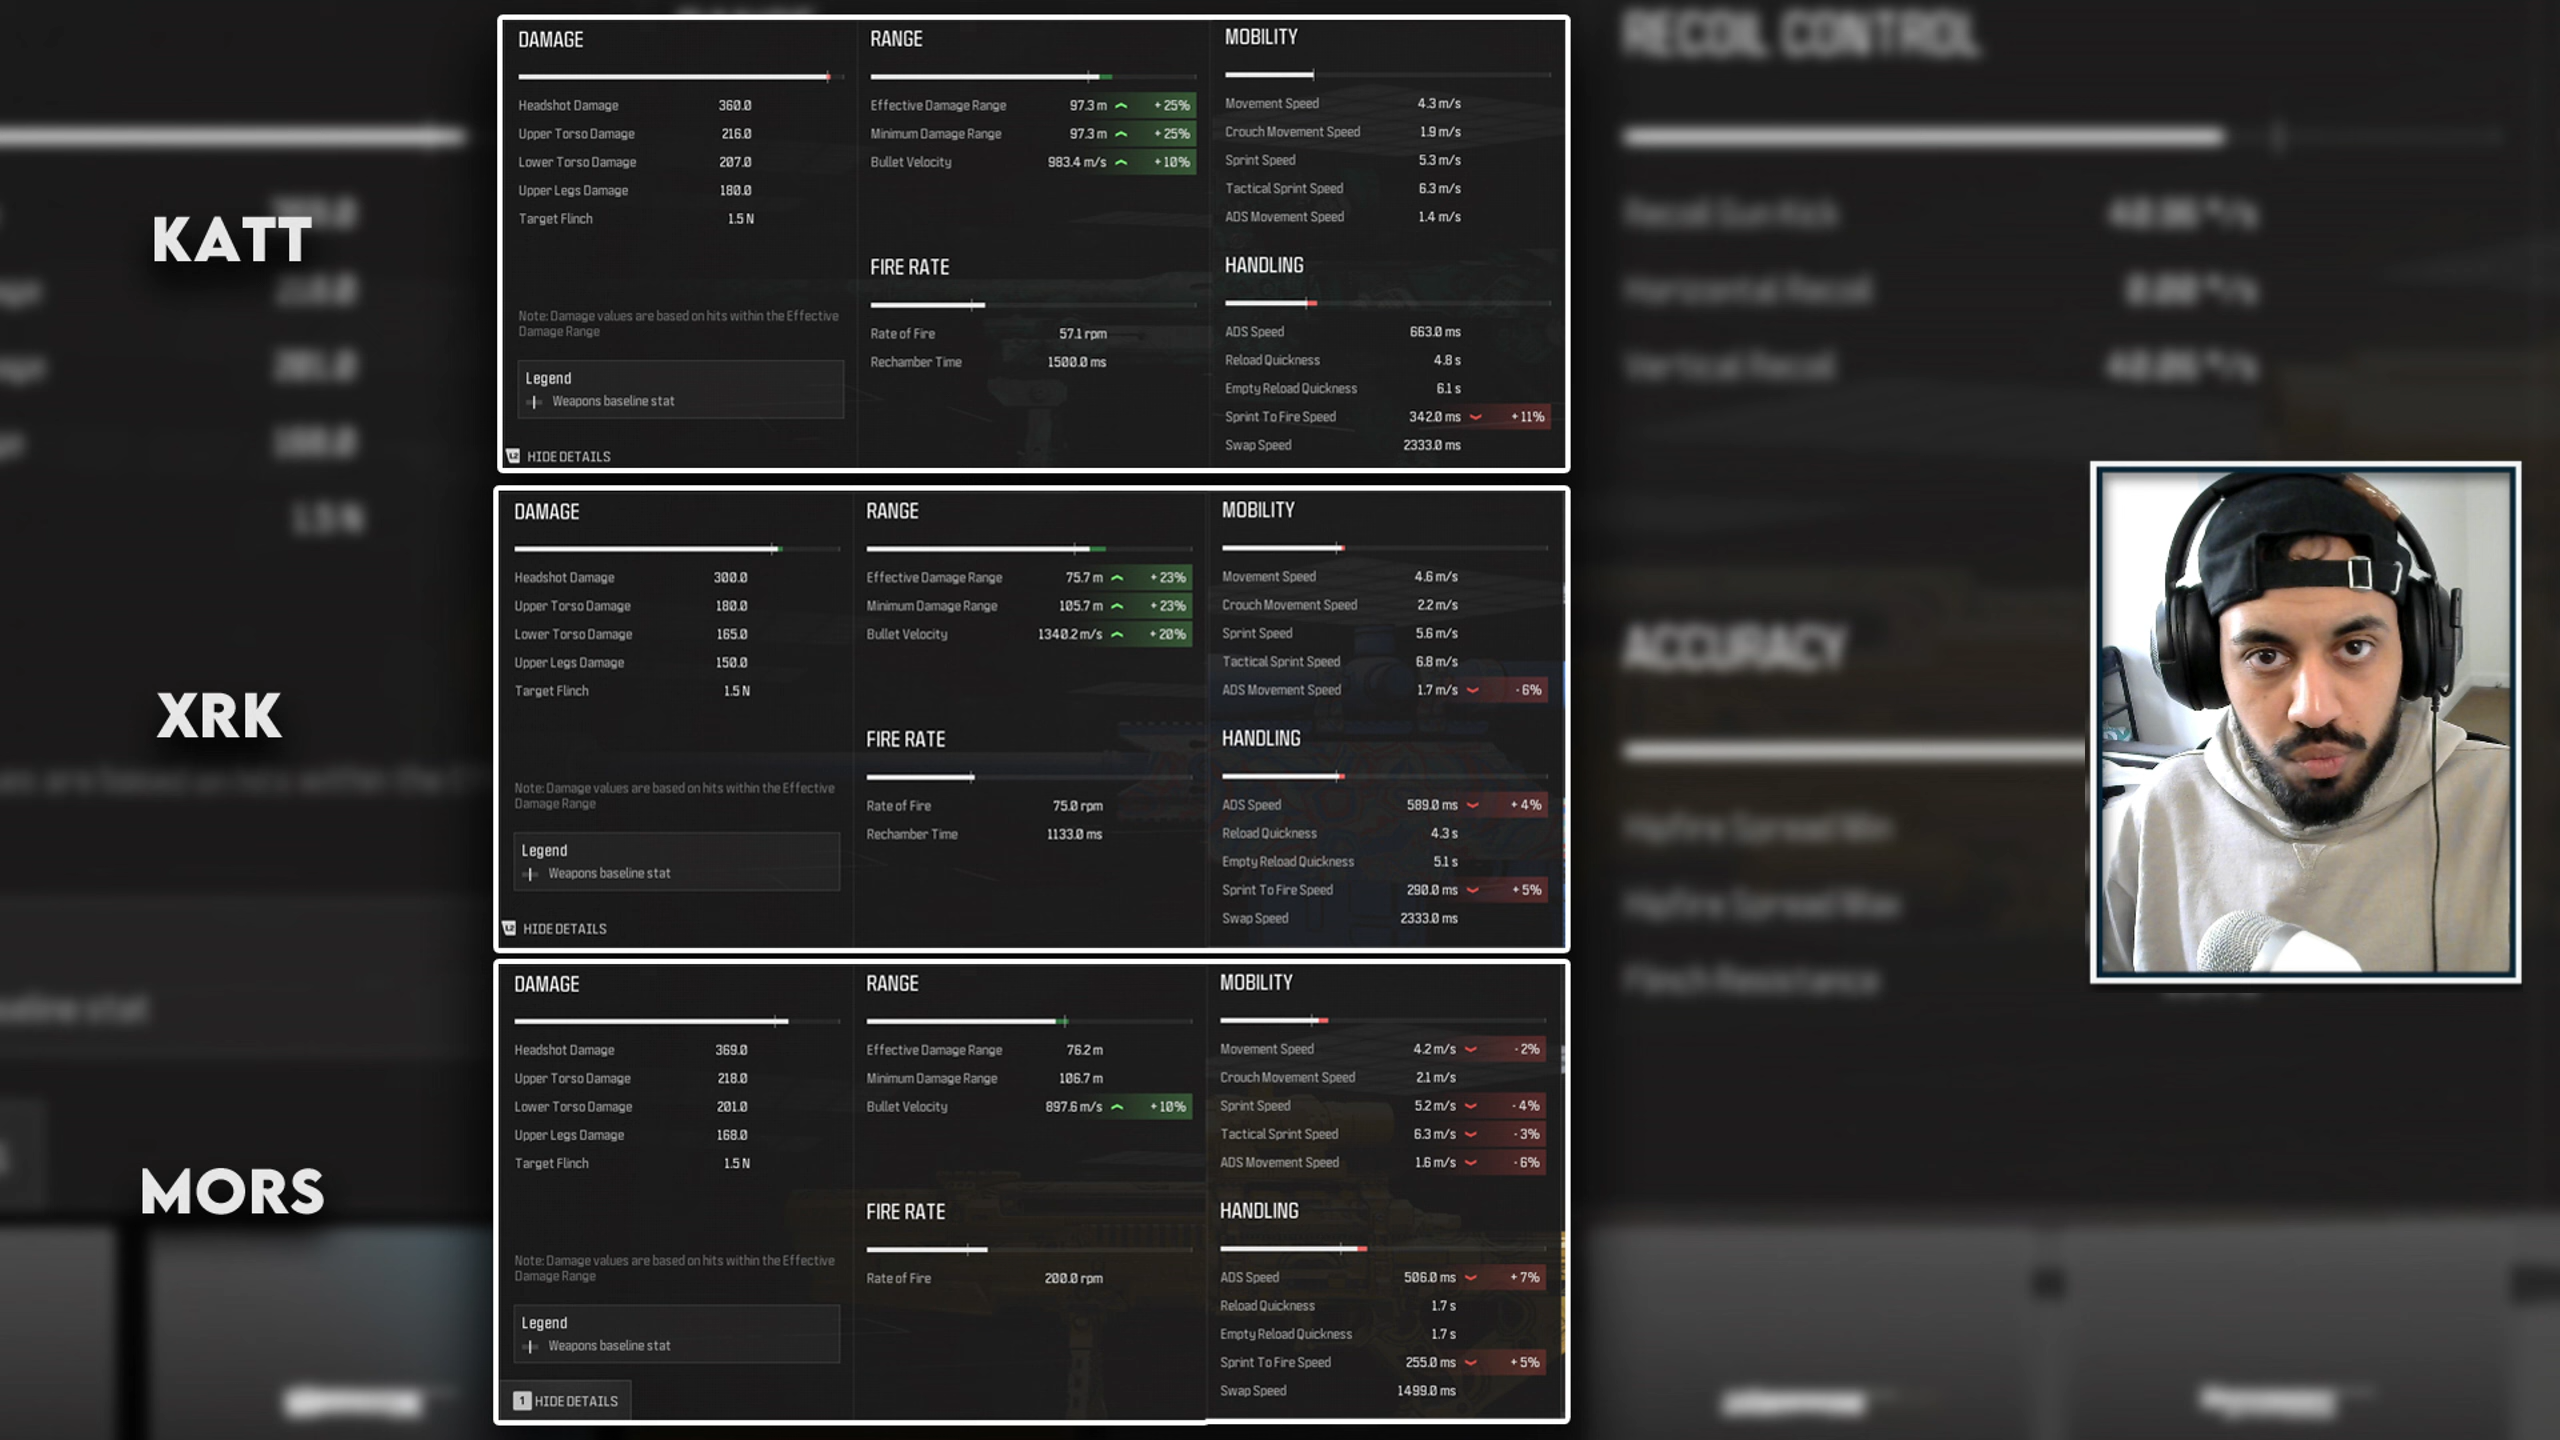 RECOIL CONTROL
ACCURACY
KATT
DAMAGE
Headshot Damage 360.0
Upper Torso Damage 216.0
Lower Torso Damage 207.0
Upper Legs Damage 180.0
Target Flinch 1.5 N
Note: Damage values are based on hits within the Effective
Damage Range
Legend
Weapons baseline stat
L2 HIDE DETAILS
RANGE
Effective Damage Range 97.3 m +25%
Minimum Damage Range 97.3 m +25%
Bullet Velocity 983.4 m/s +10%
FIRE RATE
Rate of Fire 57.1 rpm
Rechamber Time 1500.0 ms
MOBILITY
Movement Speed 4.3 m/s
Crouch Movement Speed 1.9 m/s
Sprint Speed 5.3 m/s
Tactical Sprint Speed 6.3 m/s
ADS Movement Speed 1.4 m/s
HANDLING
ADS Speed 663.0 ms
Reload Quickness 4.8 s
Empty Reload Quickness 6.1 s
Sprint To Fire Speed 342.0 ms +11%
Swap Speed 2333.0 ms
XRK
DAMAGE
Headshot Damage 300.0
Upper Torso Damage 180.0
Lower Torso Damage 165.0
Upper Legs Damage 150.0
Target Flinch 1.5 N
Note: Damage values are based on hits within the Effective
Damage Range
Legend
Weapons baseline stat
L2 HIDE DETAILS
RANGE
Effective Damage Range 75.7 m +23%
Minimum Damage Range 105.7 m +23%
Bullet Velocity 1340.2 m/s +20%
FIRE RATE
Rate of Fire 75.0 rpm
Rechamber Time 1133.0 ms
MOBILITY
Movement Speed 4.6 m/s
Crouch Movement Speed 2.2 m/s
Sprint Speed 5.6 m/s
Tactical Sprint Speed 6.8 m/s
ADS Movement Speed 1.7 m/s -6%
HANDLING
ADS Speed 589.0 ms +4%
Reload Quickness 4.3 s
Empty Reload Quickness 5.1 s
Sprint To Fire Speed 290.0 ms +5%
Swap Speed 2333.0 ms
MORS
DAMAGE
Headshot Damage 369.0
Upper Torso Damage 218.0
Lower Torso Damage 201.0
Upper Legs Damage 168.0
Target Flinch 1.5 N
Note: Damage values are based on hits within the Effective
Damage Range
Legend
Weapons baseline stat
1 HIDE DETAILS
RANGE
Effective Damage Range 76.2 m
Minimum Damage Range 106.7 m
Bullet Velocity 897.6 m/s +10%
FIRE RATE
Rate of Fire 200.0 rpm
MOBILITY
Movement Speed 4.2 m/s -2%
Crouch Movement Speed 2.1 m/s
Sprint Speed 5.2 m/s -4%
Tactical Sprint Speed 6.3 m/s -3%
ADS Movement Speed 1.6 m/s -6%
HANDLING
ADS Speed 506.0 ms +7%
Reload Quickness 1.7 s
Empty Reload Quickness 1.7 s
Sprint To Fire Speed 255.0 ms +5%
Swap Speed 1499.0 ms